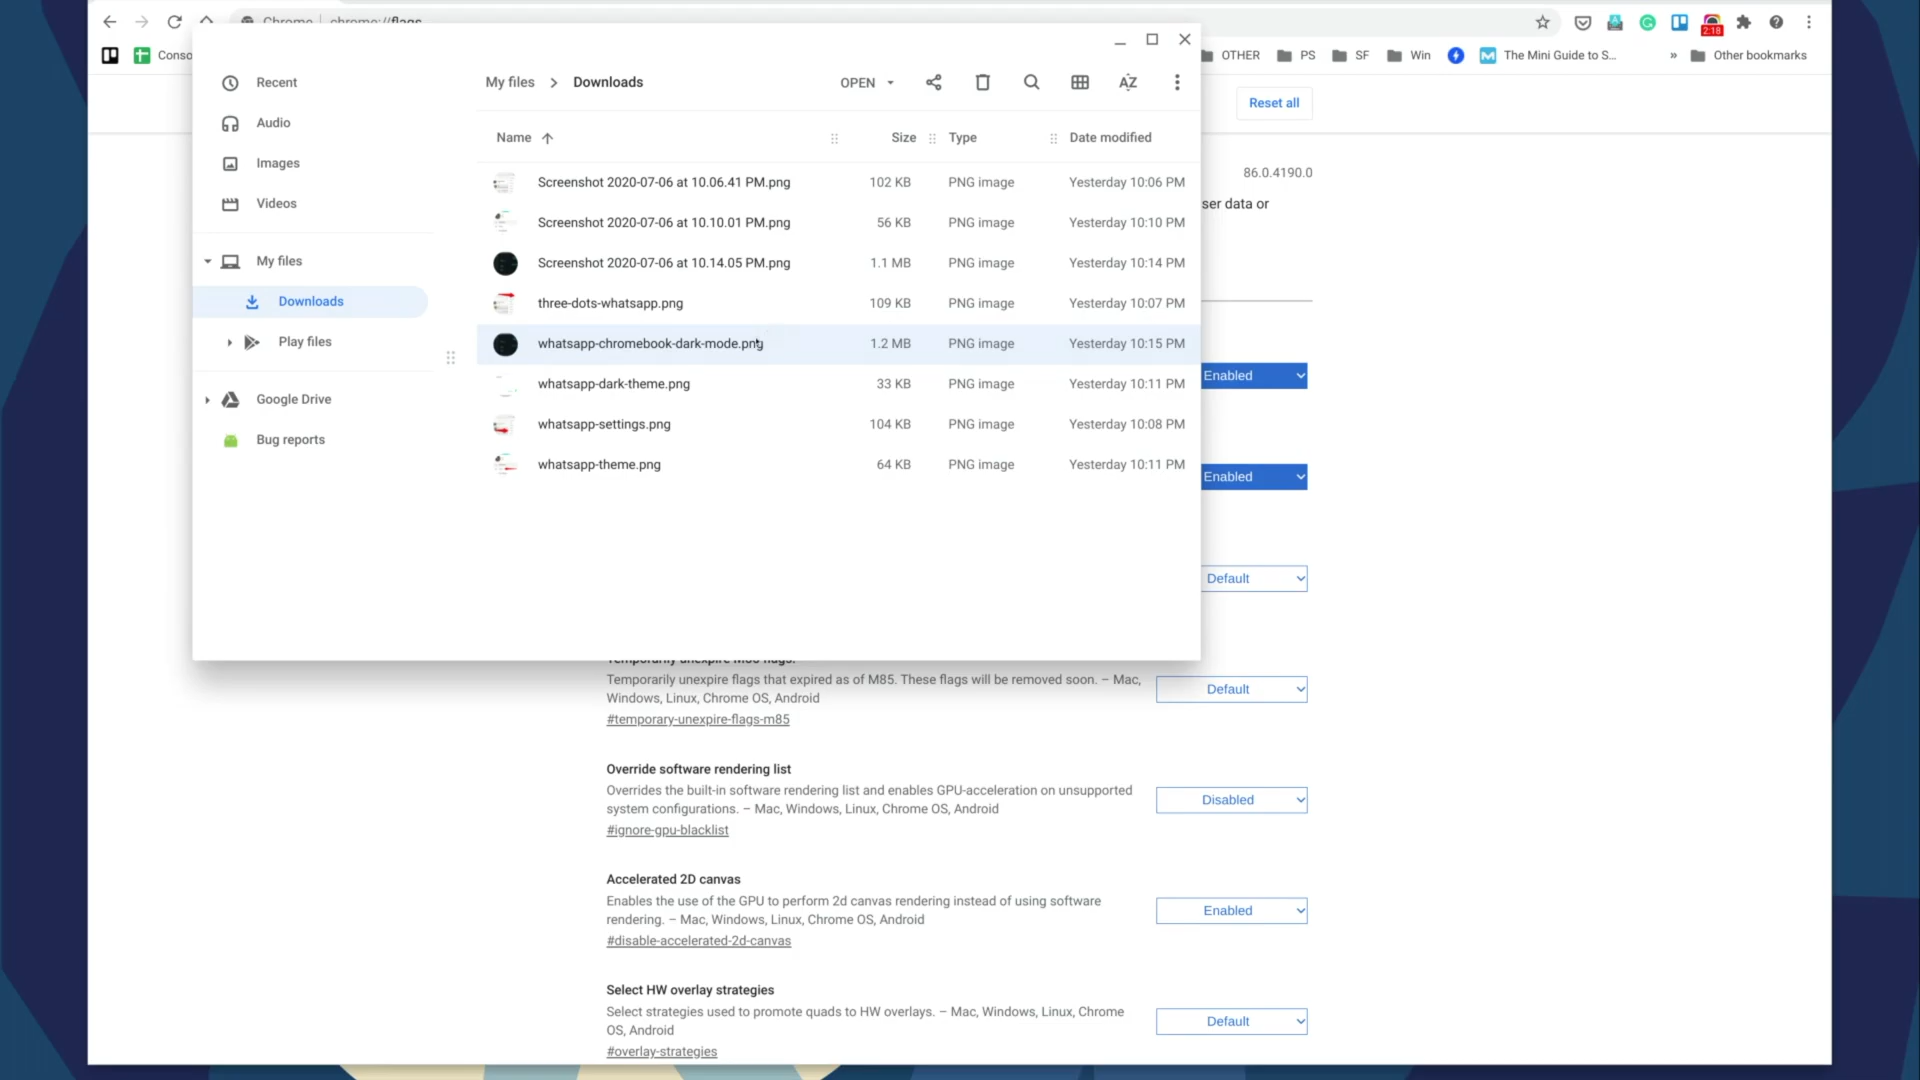 Chrome | chrome://flags
2:18
Conso
OTHER
PS
SF
Win
The Mini Guide to S...
»
Other bookmarks
Recent
Audio
Images
Videos
My files
Downloads
Play files
Google Drive
Bug reports
My files > Downloads
OPEN
AZ
Name Size Type Date modified
Screenshot 2020-07-06 at 10.06.41 PM.png 102 KB PNG image Yesterday 10:06 PM
Screenshot 2020-07-06 at 10.10.01 PM.png 56 KB PNG image Yesterday 10:10 PM
Screenshot 2020-07-06 at 10.14.05 PM.png 1.1 MB PNG image Yesterday 10:14 PM
three-dots-whatsapp.png 109 KB PNG image Yesterday 10:07 PM
whatsapp-chromebook-dark-mode.png 1.2 MB PNG image Yesterday 10:15 PM
whatsapp-dark-theme.png 33 KB PNG image Yesterday 10:11 PM
whatsapp-settings.png 104 KB PNG image Yesterday 10:08 PM
whatsapp-theme.png 64 KB PNG image Yesterday 10:11 PM
Reset all
86.0.4190.0
ser data or
Enabled
Enabled
Default
Temporarily unexpire M85 flags.
Temporarily unexpire flags that expired as of M85. These flags will be removed soon. – Mac,
Windows, Linux, Chrome OS, Android
#temporary-unexpire-flags-m85
Default
Override software rendering list
Overrides the built-in software rendering list and enables GPU-acceleration on unsupported
system configurations. – Mac, Windows, Linux, Chrome OS, Android
#ignore-gpu-blacklist
Disabled
Accelerated 2D canvas
Enables the use of the GPU to perform 2d canvas rendering instead of using software
rendering. – Mac, Windows, Linux, Chrome OS, Android
#disable-accelerated-2d-canvas
Enabled
Select HW overlay strategies
Select strategies used to promote quads to HW overlays. – Mac, Windows, Linux, Chrome
OS, Android
#overlay-strategies
Default